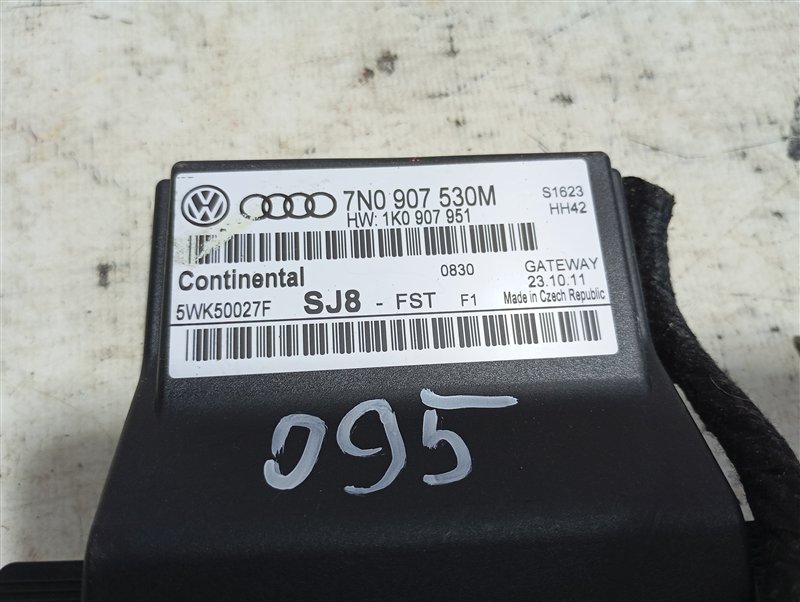 7N0 907 530M
HW: 1K0 907 951
S1623
HH42
Continental
0830
GATEWAY
23.10.11
5WK50027F
SJ8 - FST F1
Made in Czech Republic
095